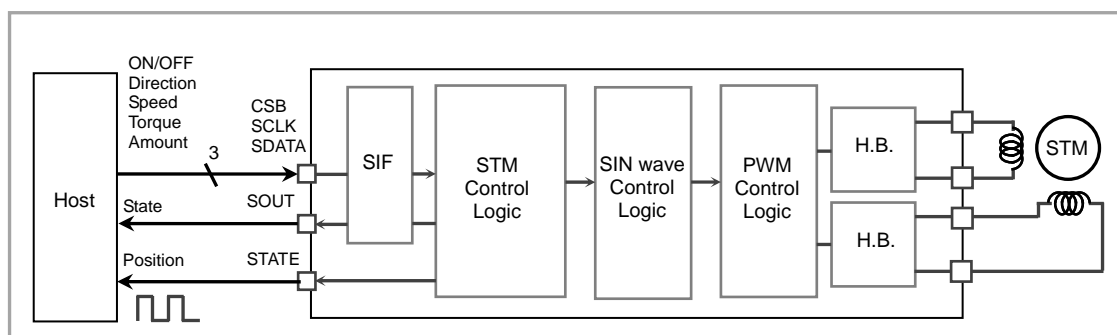 ON/OFF
Direction
Speed
Torque
Amount
3
CSB
SCLK
SDATA
Host
State
SOUT
Position
STATE
SIF
STM
Control
Logic
SIN wave
Control
Logic
PWM
Control
Logic
H.B.
H.B.
STM